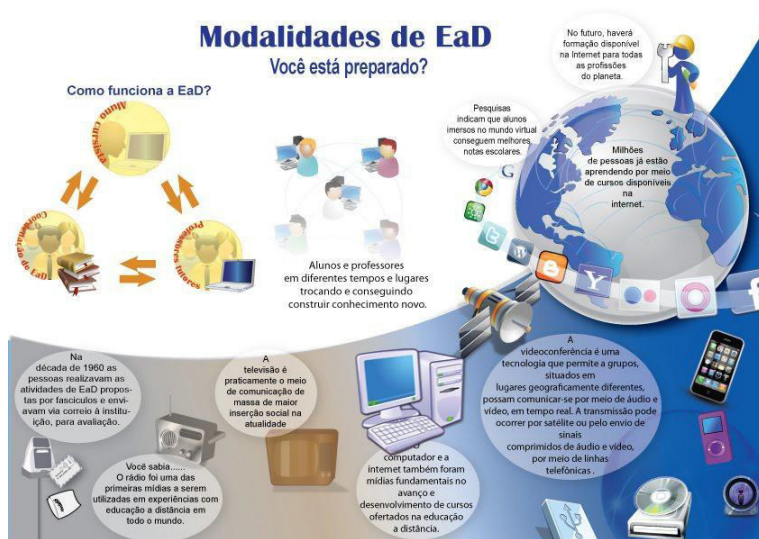 Modalidades de EaD
Você está preparado?
Como funciona a EaD?
Aluno cursista
Coordenação de EaD
Professores tutores
Alunos e professores
em diferentes tempos e lugares
trocando e conseguindo
construir conhecimento novo.
Pesquisas
indicam que alunos
imersos no mundo virtual
conseguem melhores
notas escolares.
No futuro, haverá
formação disponível
na Internet para todas
as profissões
do planeta.
Milhões
de pessoas já estão
aprendendo por meio
de cursos disponíveis
na
internet.
G
t
W
B
Y
f
Na
década de 1960 as
pessoas realizavam as
atividades de EaD propos-
tas por fascículos e envi-
avam via correio à institu-
ição, para avaliação.
Você sabia......
O rádio foi uma das
primeiras mídias a serem
utilizadas em experiências com
educação a distância em
todo o mundo.
A
televisão é
praticamente o meio
de comunicação de
massa de maior
inserção social na
atualidade
O
computador e a
internet também foram
mídias fundamentais no
avanço e
desenvolvimento de cursos
ofertados na educação
a distância.
A
videoconferência é uma
tecnologia que permite a grupos,
situados em
lugares geograficamente diferentes,
possam comunicar-se por meio de áudio e
vídeo, em tempo real. A transmissão pode
ocorrer por satélite ou pelo envio de
sinais
comprimidos de áudio e vídeo,
por meio de linhas
telefônicas .